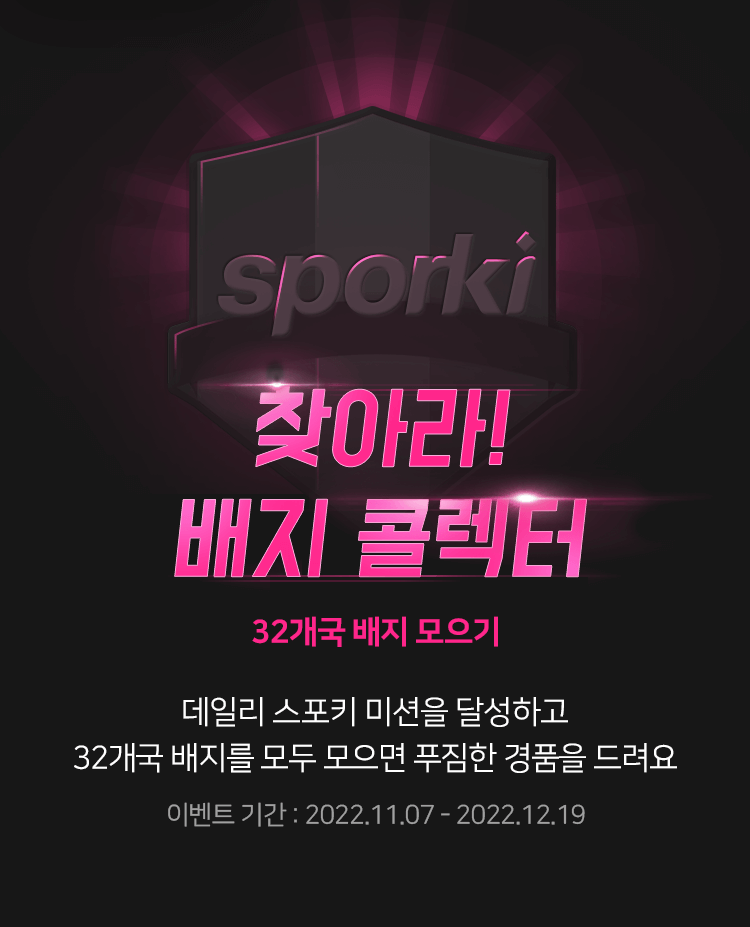 sporki
찾아라!
배지 콜렉터
32개국 배지 모으기
데일리 스포키 미션을 달성하고
32개국 배지를 모두 모으면 푸짐한 경품을 드려요
이벤트 기간 : 2022.11.07 - 2022.12.19